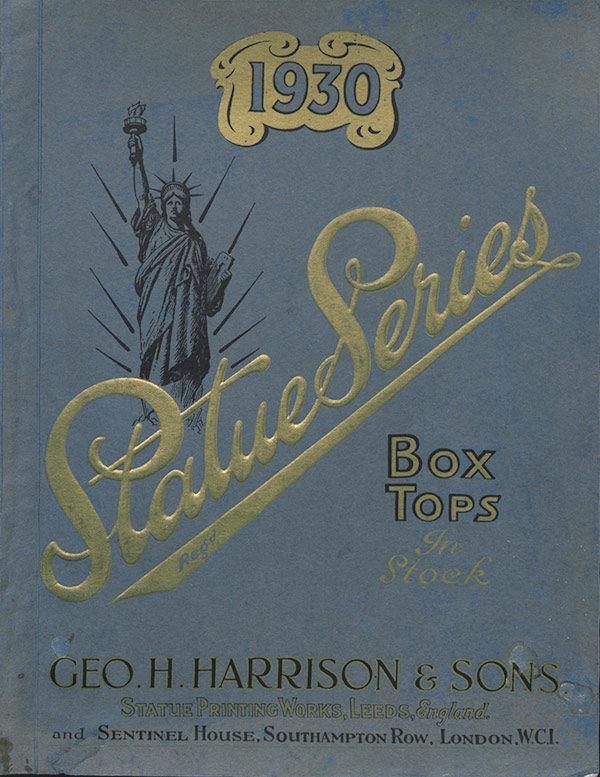 1930
Statue Series
Regd
Box
Tops
In
Stock
GEO. H. HARRISON & SONS.
STATUE PRINTING WORKS, LEEDS, England.
and SENTINEL HOUSE, SOUTHAMPTON ROW, LONDON, W.C.1.